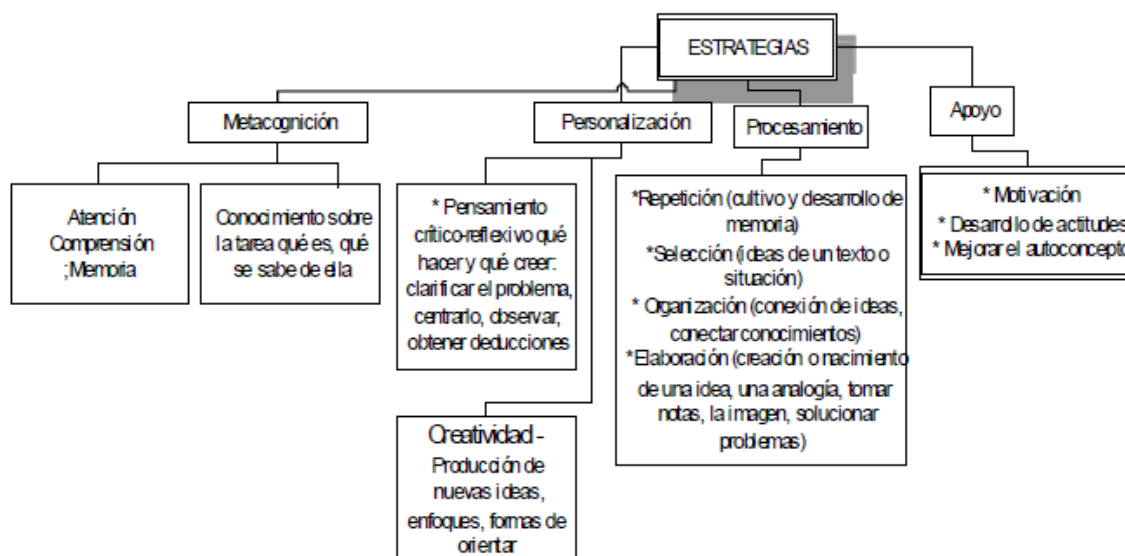 ESTRATEGIAS
Metacognición
Personalización
Procesamiento
Apoyo
Atención
Comprensión
;Memoria
Conocimiento sobre
la tarea qué es, qué
se sabe de ella
* Pensamiento
crítico-reflexivo qué
hacer y qué creer:
clarificar el problema,
centrarlo, observar,
obtener deducciones
Creatividad -
Producción de
nuevas ideas,
enfoques, formas de
orientar
*Repetición (cultivo y desarrollo de
memoria)
*Selección (ideas de un texto o
situación)
* Organización (conexión de ideas,
conectar conocimientos)
*Elaboración (creación o nacimiento
de una idea, una analogía, tomar
notas, la imagen, solucionar
problemas)
* Motivación
* Desarrollo de actitudes
* Mejorar el autoconcepto